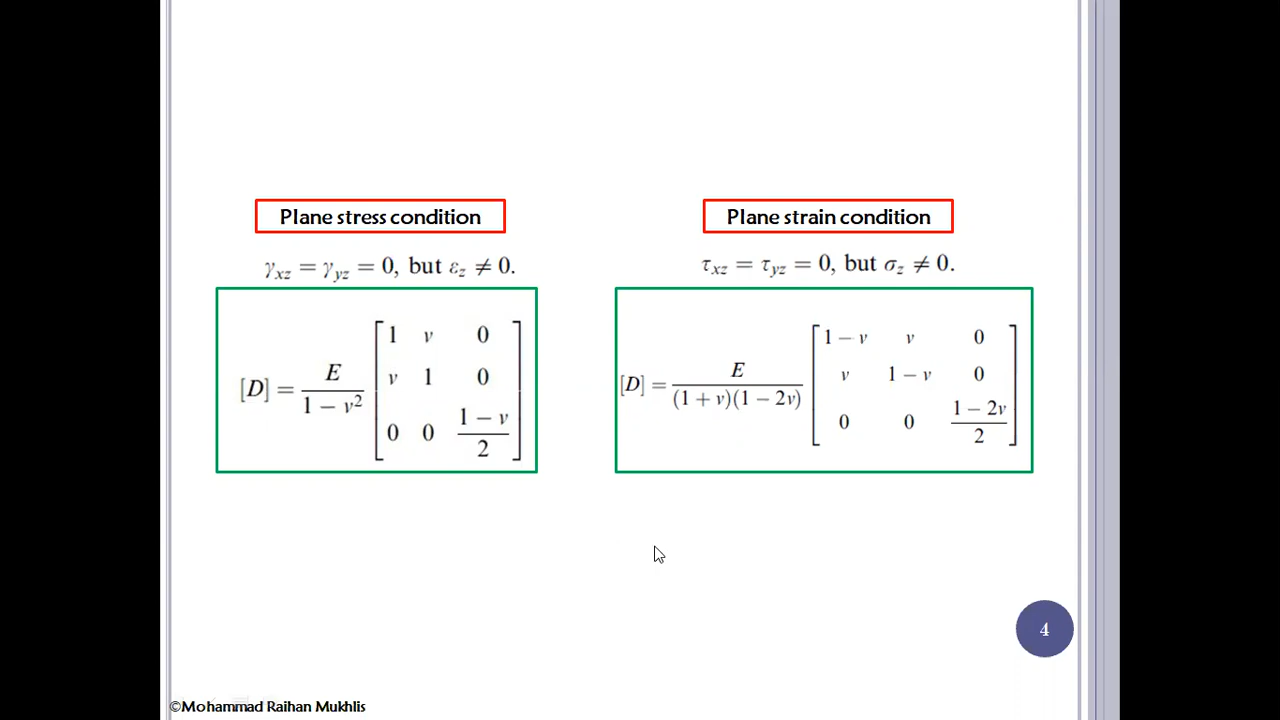 Plane stress condition
γxz = γyz = 0, but εz ≠ 0.
[D] = E / (1 − ν²) [1 ν 0
ν 1 0
0 0 (1 − ν) / 2]
Plane strain condition
τxz = τyz = 0, but σz ≠ 0.
[D] = E / ((1 + ν)(1 − 2ν)) [1 − ν ν 0
ν 1 − ν 0
0 0 (1 − 2ν) / 2]
4
©Mohammad Raihan Mukhlis